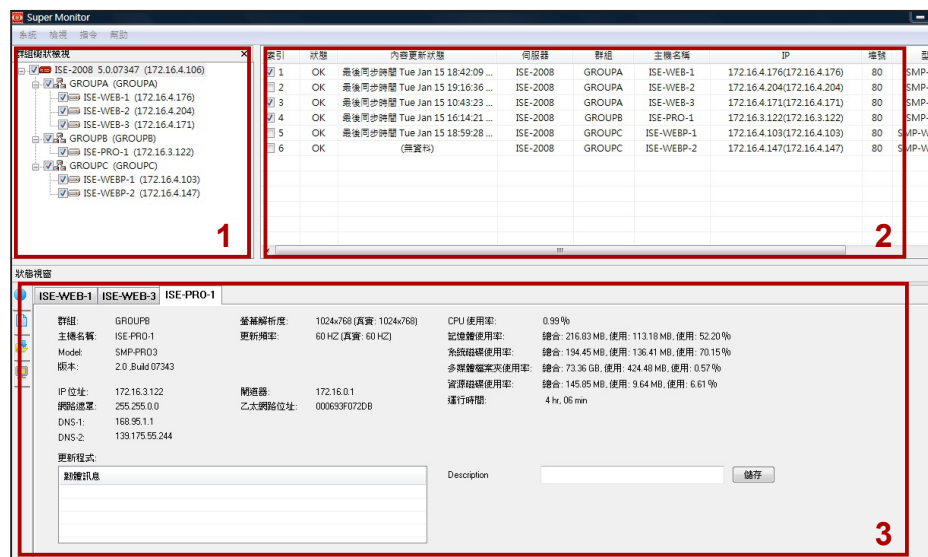 Super Monitor
系統 檢視 指令 幫助
群組樹狀檢視 ×
ISE-2008 5.0.07347 (172.16.4.106)
GROUPA (GROUPA)
ISE-WEB-1 (172.16.4.176)
ISE-WEB-2 (172.16.4.204)
ISE-WEB-3 (172.16.4.171)
GROUPB (GROUPB)
ISE-PRO-1 (172.16.3.122)
GROUPC (GROUPC)
ISE-WEBP-1 (172.16.4.103)
ISE-WEBP-2 (172.16.4.147)
1
索引 狀態 內容更新狀態 伺服器 群組 主機名稱 IP 埠號 型
1 OK 最後同步時間 Tue Jan 15 18:42:09 ... ISE-2008 GROUPA ISE-WEB-1 172.16.4.176(172.16.4.176) 80 SMP-
2 OK 最後同步時間 Tue Jan 15 19:16:36 ... ISE-2008 GROUPA ISE-WEB-2 172.16.4.204(172.16.4.204) 80 SMP-
3 OK 最後同步時間 Tue Jan 15 10:43:23 ... ISE-2008 GROUPA ISE-WEB-3 172.16.4.171(172.16.4.171) 80 SMP-
4 OK 最後同步時間 Tue Jan 15 16:14:21 ... ISE-2008 GROUPB ISE-PRO-1 172.16.3.122(172.16.3.122) 80 SMP-
5 OK 最後同步時間 Tue Jan 15 18:59:28 ... ISE-2008 GROUPC ISE-WEBP-1 172.16.4.103(172.16.4.103) 80 SMP-W
6 OK (無資料) ISE-2008 GROUPC ISE-WEBP-2 172.16.4.147(172.16.4.147) 80 SMP-W
2
狀態視窗
ISE-WEB-1 ISE-WEB-3 ISE-PRO-1
群組: GROUPB 螢幕解析度: 1024x768 (真實: 1024x768) CPU 使用率: 0.99%
主機名稱: ISE-PRO-1 更新頻率: 60 HZ (真實: 60 HZ) 記憶體使用率: 總合: 216.83 MB, 使用: 113.18 MB, 使用: 52.20 %
Model: SMP-PRO3 系統磁碟使用率: 總合: 194.45 MB, 使用: 136.41 MB, 使用: 70.15 %
版本: 2.0 ,Build 07343 多媒體檔案夾使用率: 總合: 73.36 GB, 使用: 424.48 MB, 使用: 0.57 %
資源磁碟使用率: 總合: 145.85 MB, 使用: 9.64 MB, 使用: 6.61 %
IP 位址: 172.16.3.122 閘道器: 172.16.0.1 運行時間: 4 hr, 06 min
網路遮罩: 255.255.0.0 乙太網路位址: 000693F072DB
DNS-1: 168.95.1.1
DNS-2: 139.175.55.244
更新程式:
韌體訊息 Description 儲存
3